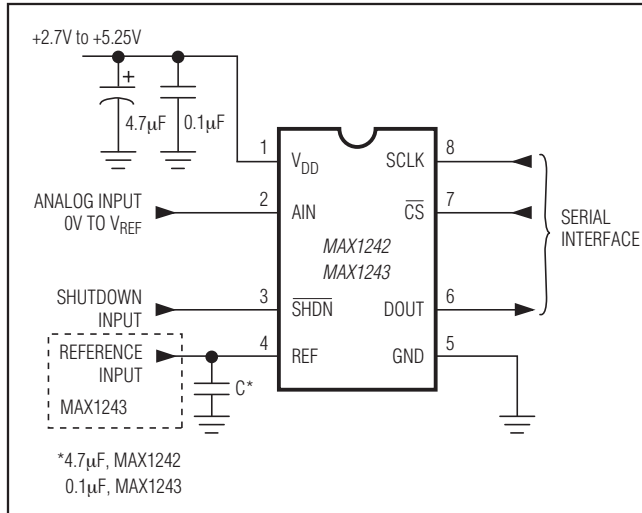 +2.7V to +5.25V
+
4.7µF
0.1µF
1
VDD
SCLK
8
ANALOG INPUT
0V TO VREF
2
AIN
CS
7
SERIAL
INTERFACE
MAX1242
MAX1243
SHUTDOWN
INPUT
3
SHDN
DOUT
6
REFERENCE
INPUT
4
REF
GND
5
MAX1243
C*
*4.7µF, MAX1242
0.1µF, MAX1243